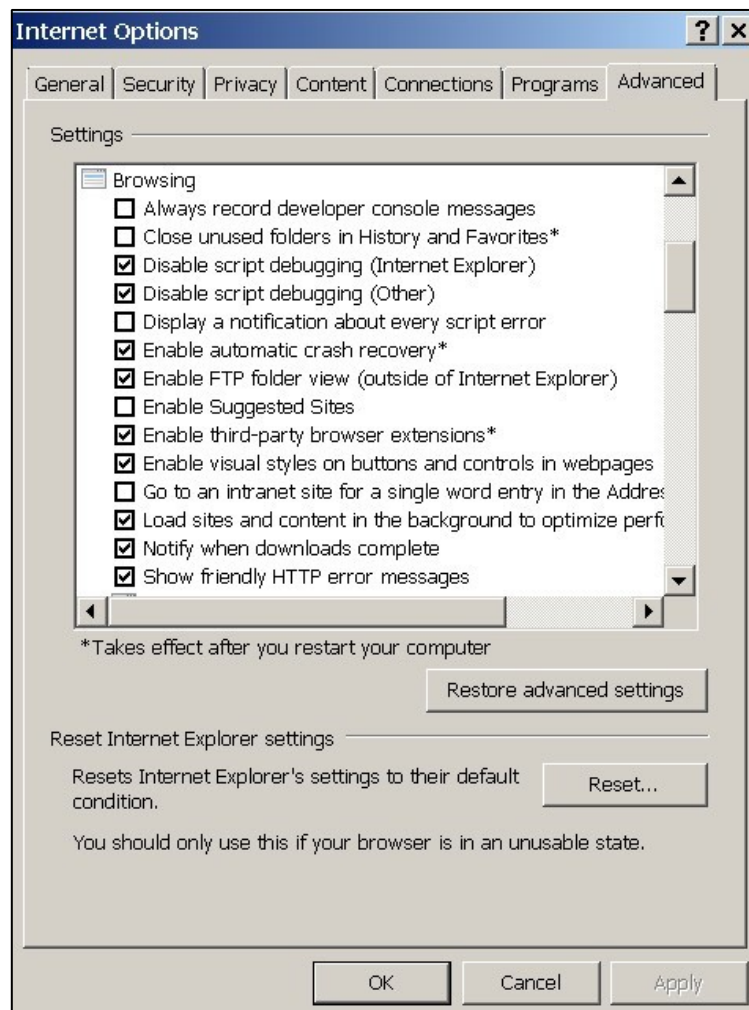 Internet Options
General Security Privacy Content Connections Programs Advanced
Settings
Browsing
Always record developer console messages
Close unused folders in History and Favorites*
Disable script debugging (Internet Explorer)
Disable script debugging (Other)
Display a notification about every script error
Enable automatic crash recovery*
Enable FTP folder view (outside of Internet Explorer)
Enable Suggested Sites
Enable third-party browser extensions*
Enable visual styles on buttons and controls in webpages
Go to an intranet site for a single word entry in the Addres
Load sites and content in the background to optimize perfo
Notify when downloads complete
Show friendly HTTP error messages
*Takes effect after you restart your computer
Restore advanced settings
Reset Internet Explorer settings
Resets Internet Explorer's settings to their default
condition.
Reset...
You should only use this if your browser is in an unusable state.
OK Cancel Apply